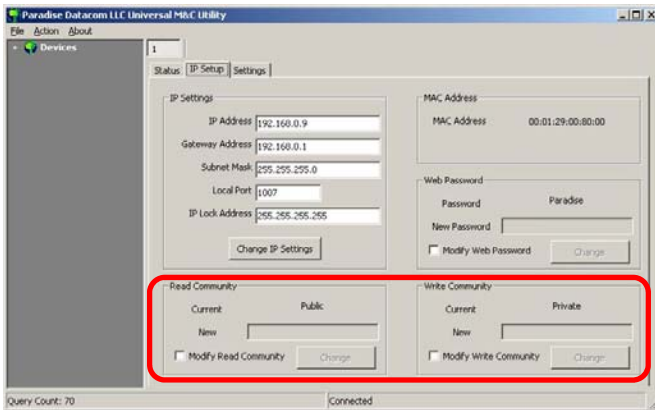 Paradise Datacom LLC Universal M&C Utility
File Action About
Devices
1
Status IP Setup Settings
IP Settings
IP Address 192.168.0.9
Gateway Address 192.168.0.1
Subnet Mask 255.255.255.0
Local Port 1007
IP Lock Address 255.255.255.255
Change IP Settings
MAC Address
MAC Address 00:01:29:00:80:00
Web Password
Password Paradise
New Password
Modify Web Password Change
Read Community
Current Public
New
Modify Read Community Change
Write Community
Current Private
New
Modify Write Community Change
Query Count: 70 Connected